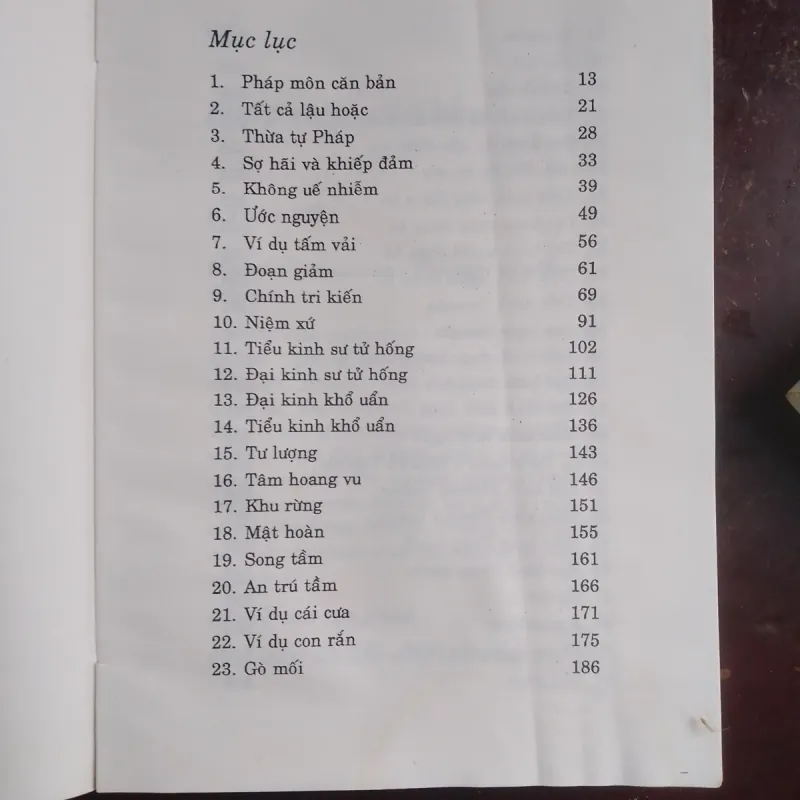 Mục lục
1. Pháp môn căn bản 13
2. Tất cả lậu hoặc 21
3. Thừa tự Pháp 28
4. Sợ hãi và khiếp đảm 33
5. Không uế nhiễm 39
6. Ước nguyện 49
7. Ví dụ tấm vải 56
8. Đoạn giảm 61
9. Chính tri kiến 69
10. Niệm xứ 91
11. Tiểu kinh sư tử hống 102
12. Đại kinh sư tử hống 111
13. Đại kinh khổ uẩn 126
14. Tiểu kinh khổ uẩn 136
15. Tư lượng 143
16. Tâm hoang vu 146
17. Khu rừng 151
18. Mật hoàn 155
19. Song tầm 161
20. An trú tầm 166
21. Ví dụ cái cưa 171
22. Ví dụ con rắn 175
23. Gò mối 186